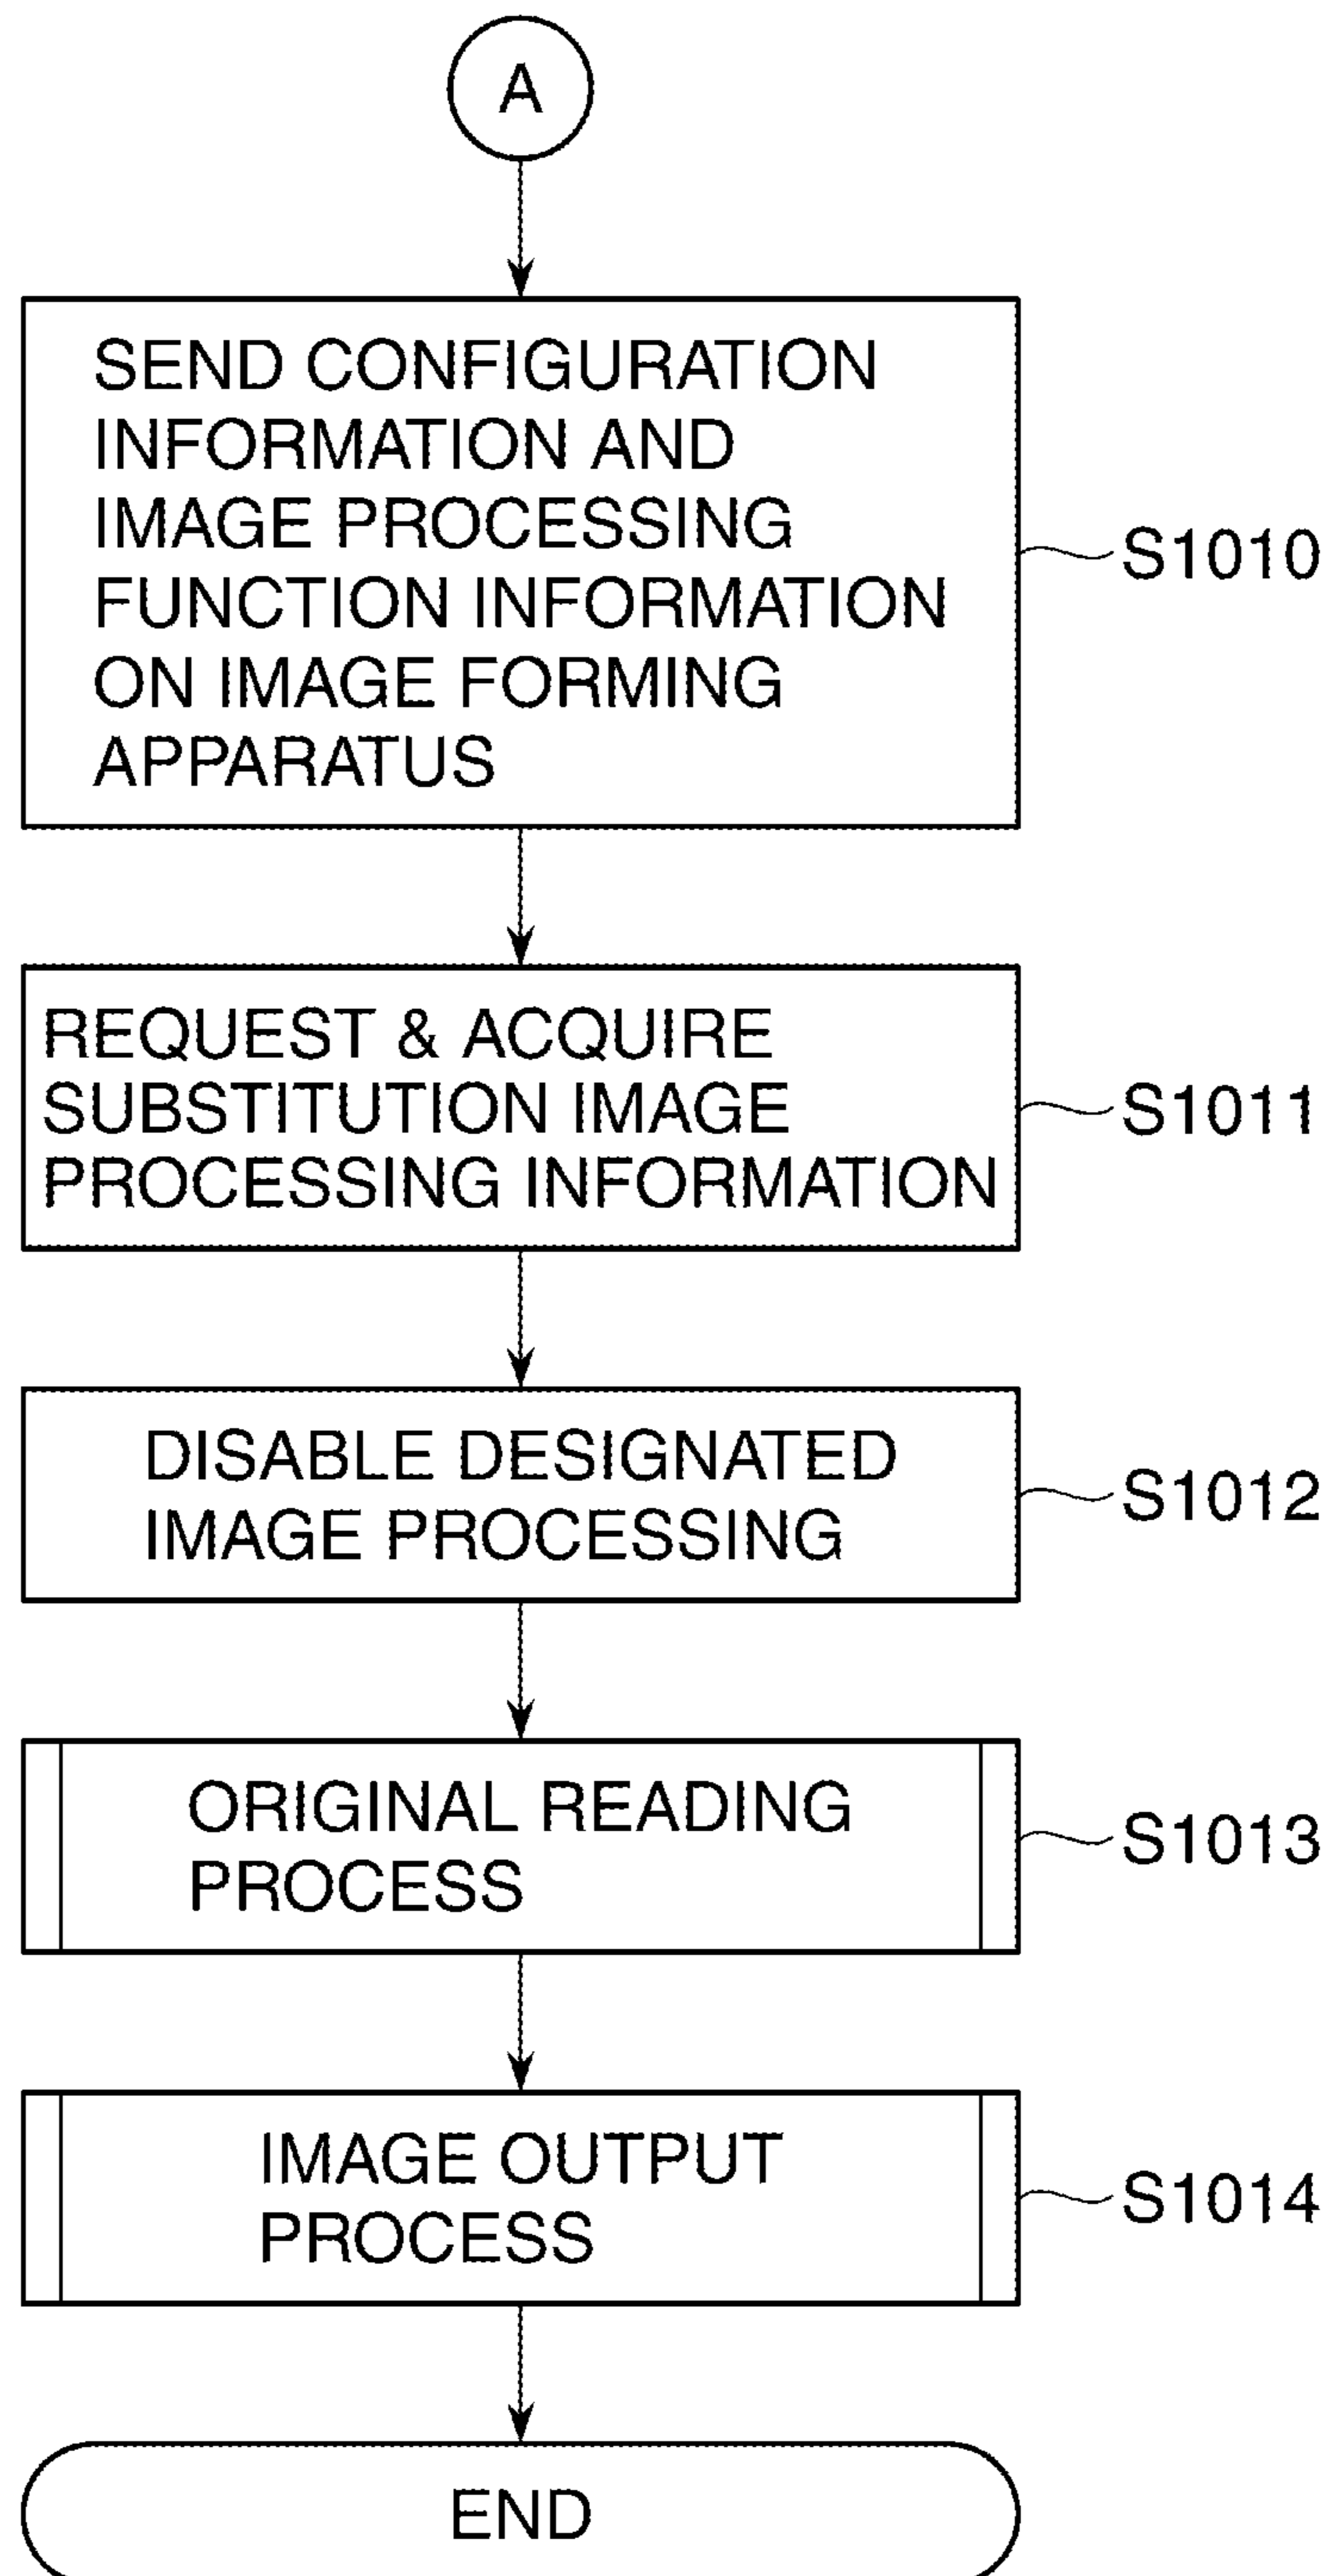 A
SEND CONFIGURATION
INFORMATION AND
IMAGE PROCESSING
FUNCTION INFORMATION
ON IMAGE FORMING
APPARATUS
S1010
REQUEST & ACQUIRE
SUBSTITUTION IMAGE
PROCESSING INFORMATION
S1011
DISABLE DESIGNATED
IMAGE PROCESSING
S1012
ORIGINAL READING
PROCESS
S1013
IMAGE OUTPUT
PROCESS
S1014
END